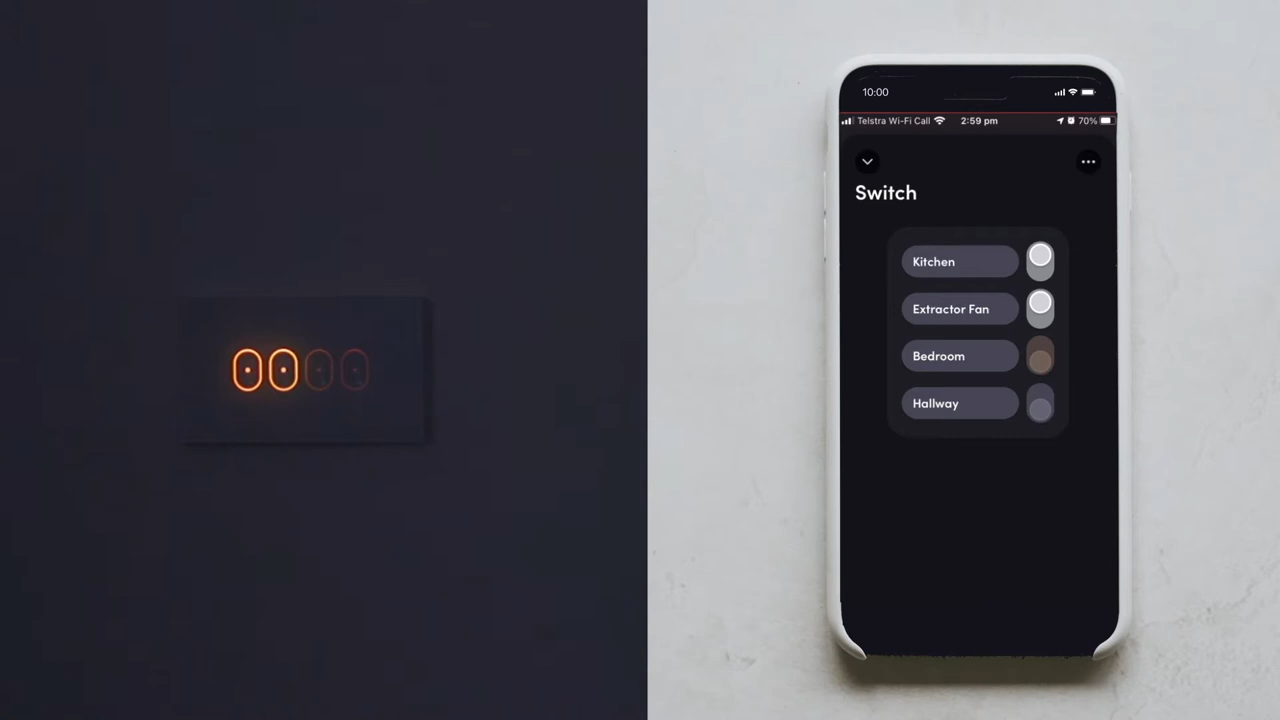 10:00
Telstra Wi-Fi Call 2:59 pm 70%
Switch
Kitchen
Extractor Fan
Bedroom
Hallway